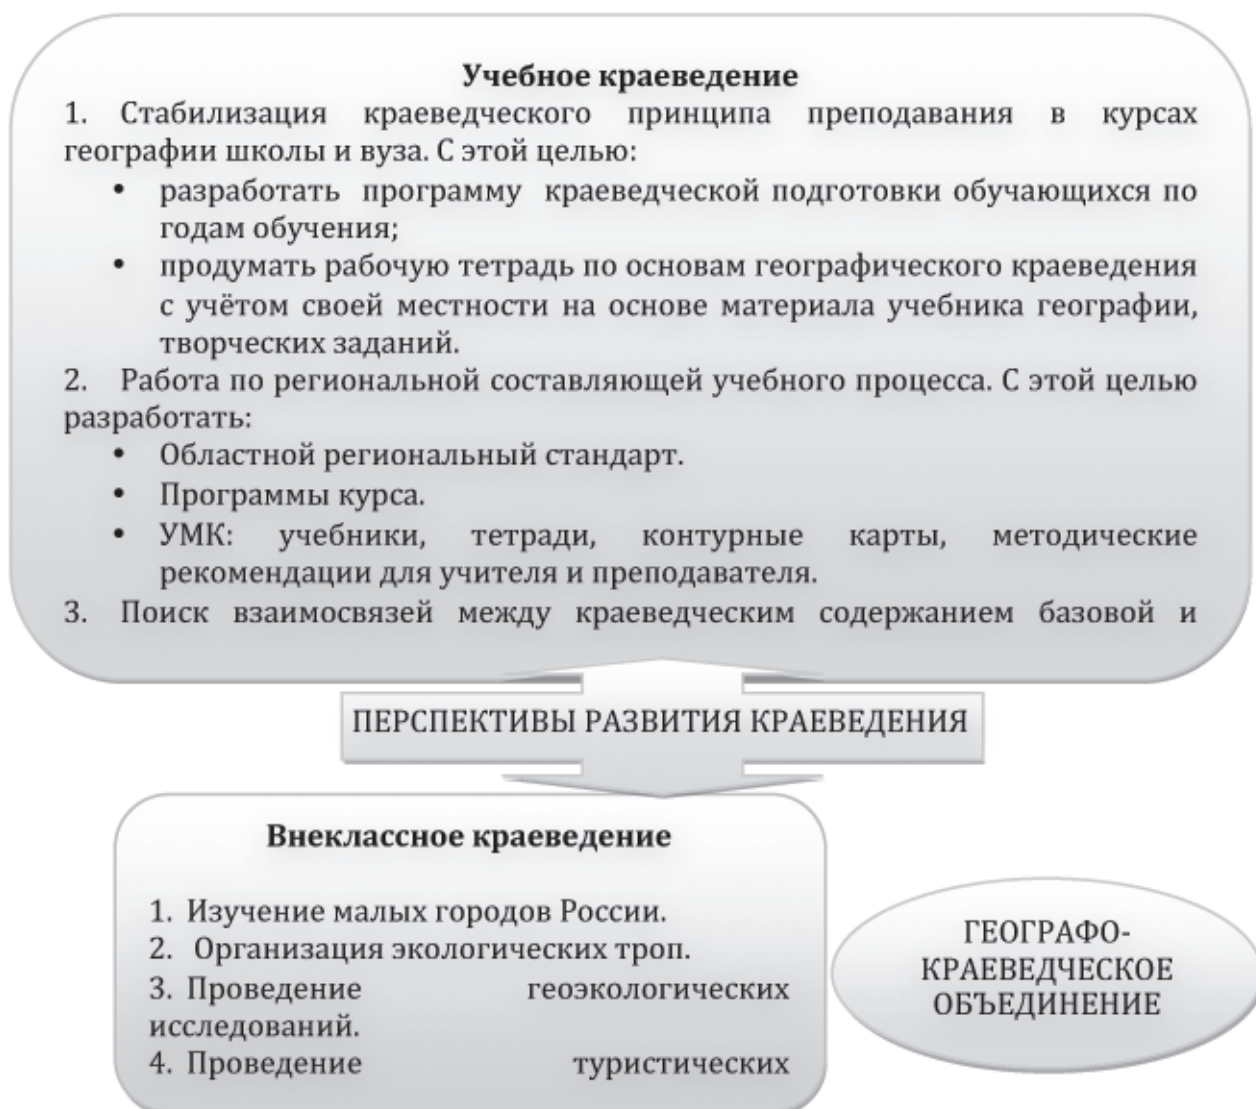 Учебное краеведение
1. Стабилизация краеведческого принципа преподавания в курсах
географии школы и вуза. С этой целью:
• разработать программу краеведческой подготовки обучающихся по
годам обучения;
• продумать рабочую тетрадь по основам географического краеведения
с учётом своей местности на основе материала учебника географии,
творческих заданий.
2. Работа по региональной составляющей учебного процесса. С этой целью
разработать:
• Областной региональный стандарт.
• Программы курса.
• УМК: учебники, тетради, контурные карты, методические
рекомендации для учителя и преподавателя.
3. Поиск взаимосвязей между краеведческим содержанием базовой и
ПЕРСПЕКТИВЫ РАЗВИТИЯ КРАЕВЕДЕНИЯ
Внеклассное краеведение
1. Изучение малых городов России.
2. Организация экологических троп.
3. Проведение геоэкологических
исследований.
4. Проведение туристических
ГЕОГРАФО-
КРАЕВЕДЧЕСКОЕ
ОБЪЕДИНЕНИЕ